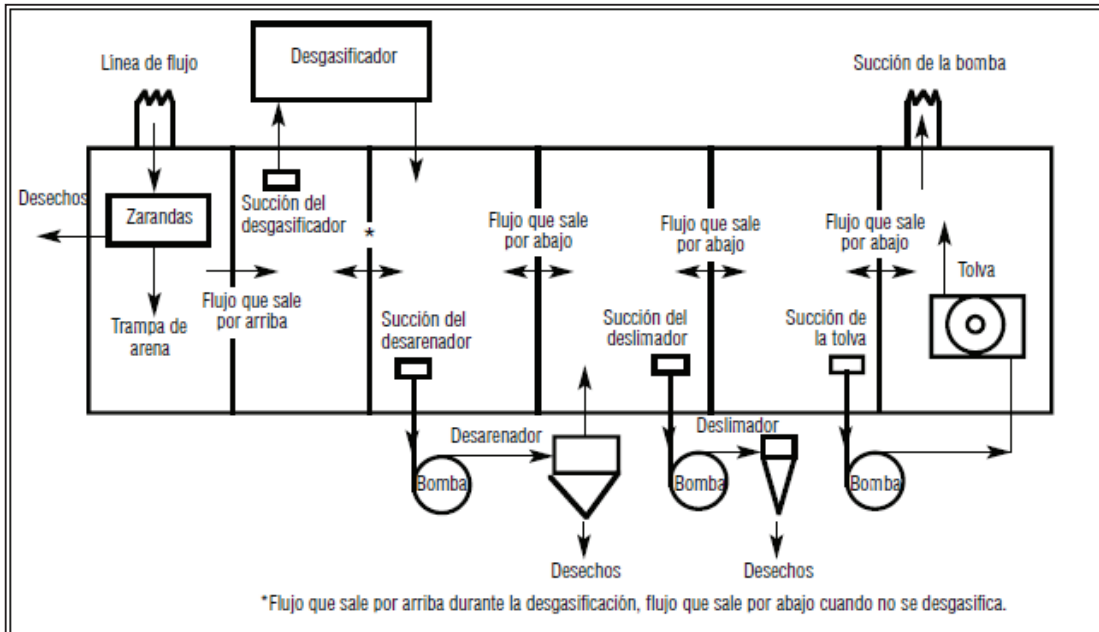 Línea de flujo
Desgasificador
Succión de la bomba
Desechos
Zarandas
Succión del
desgasificador
*
Flujo que sale
por abajo
Flujo que sale
por abajo
Flujo que sale
por abajo
Tolva
Flujo que sale
por arriba
Trampa de
arena
Succión del
desarenador
Succión del
deslimador
Succión de
la tolva
Desarenador
Deslimador
Bomba
Bomba
Bomba
Desechos
Desechos
*Flujo que sale por arriba durante la desgasificación, flujo que sale por abajo cuando no se desgasifica.